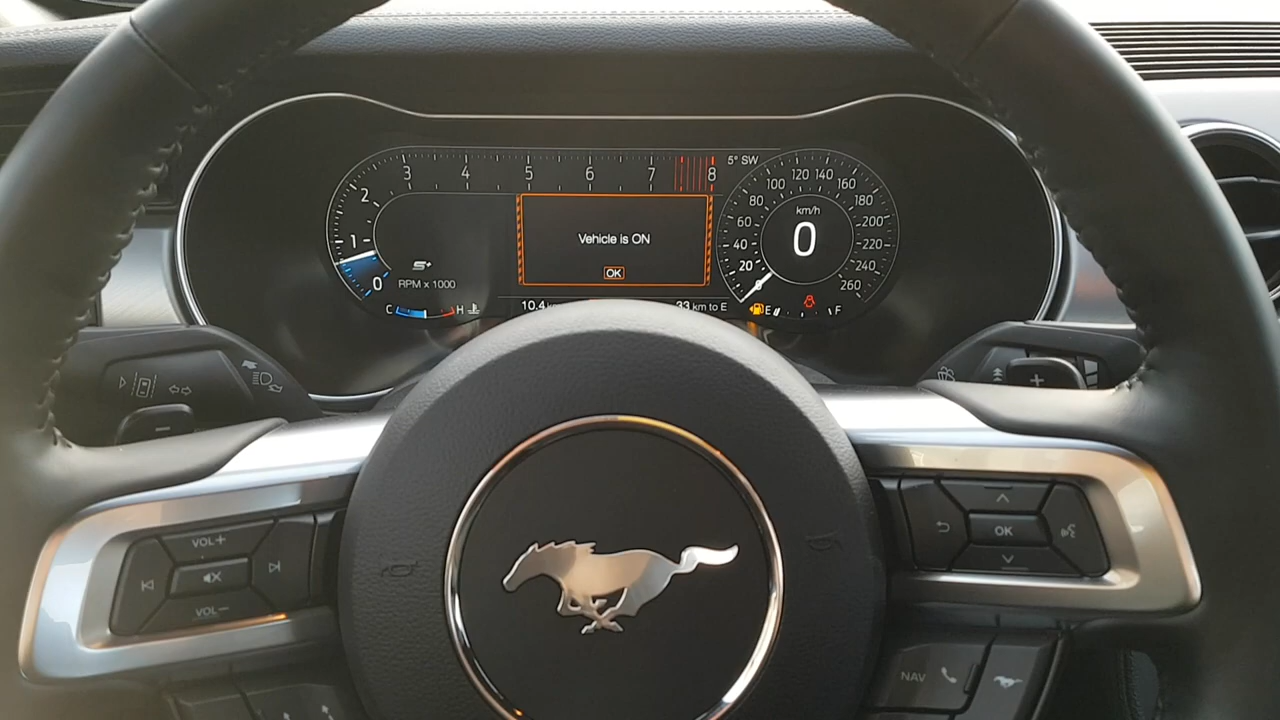 3 4 5 6 7 8
5° SW
2
1
0
S+
RPM x 1000
Vehicle is ON
OK
20 40 60 80 100 120 140 160 180 200 220 240 260
km/h
0
C H
10.4
33 km to E
E F
VOL+
VOL−
OK
NAV